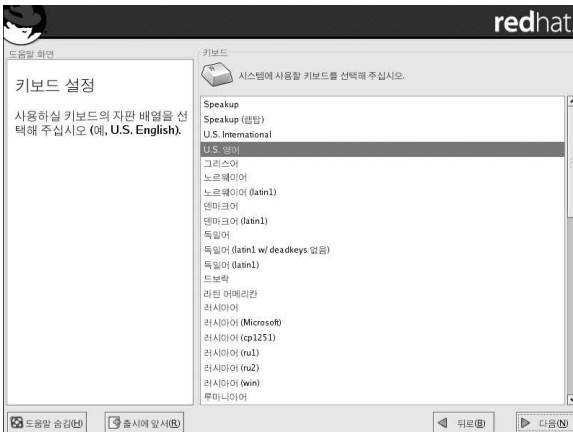 redhat
도움말 화면
키보드 설정
사용하실 키보드의 자판 배열을 선
택해 주십시오 (예, U.S. English).
키보드
시스템에 사용할 키보드를 선택해 주십시오.
Speakup
Speakup (랩탑)
U.S. International
U.S. 영어
그리스어
노르웨이어
노르웨이어 (latin1)
덴마크어
덴마크어 (latin1)
독일어
독일어 (latin1 w/ deadkeys 없음)
독일어 (latin1)
드보락
라틴 아메리칸
러시아어
러시아어 (Microsoft)
러시아어 (cp1251)
러시아어 (ru1)
러시아어 (ru2)
러시아어 (win)
루마니아어
도움말 숨김(H)
출시에 앞서(R)
뒤로(B)
다음(N)